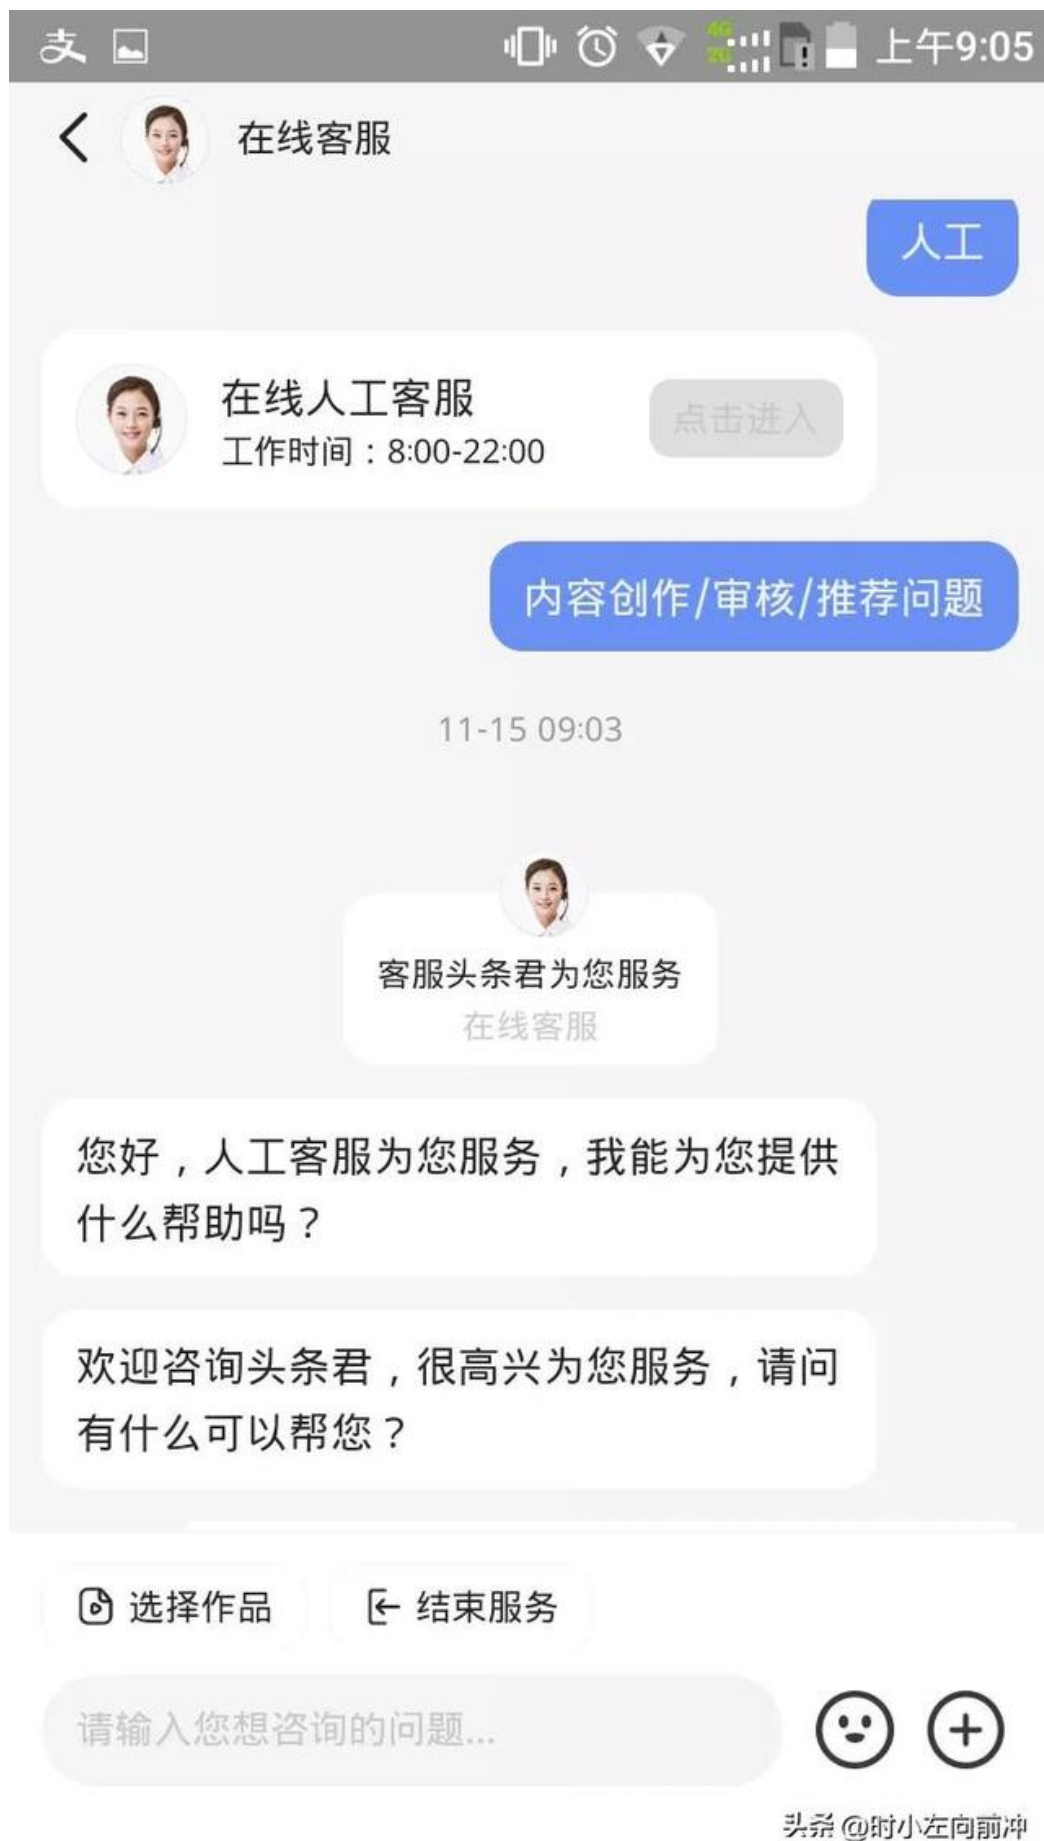 支
4G
2G
上午9:05
在线客服
人工
在线人工客服
工作时间：8:00-22:00
点击进入
内容创作/审核/推荐问题
11-15 09:03
客服头条君为您服务
在线客服
您好，人工客服为您服务，我能为您提供
什么帮助吗？
欢迎咨询头条君，很高兴为您服务，请问
有什么可以帮您？
选择作品
结束服务
请输入您想咨询的问题...
头条 @时小左向前冲